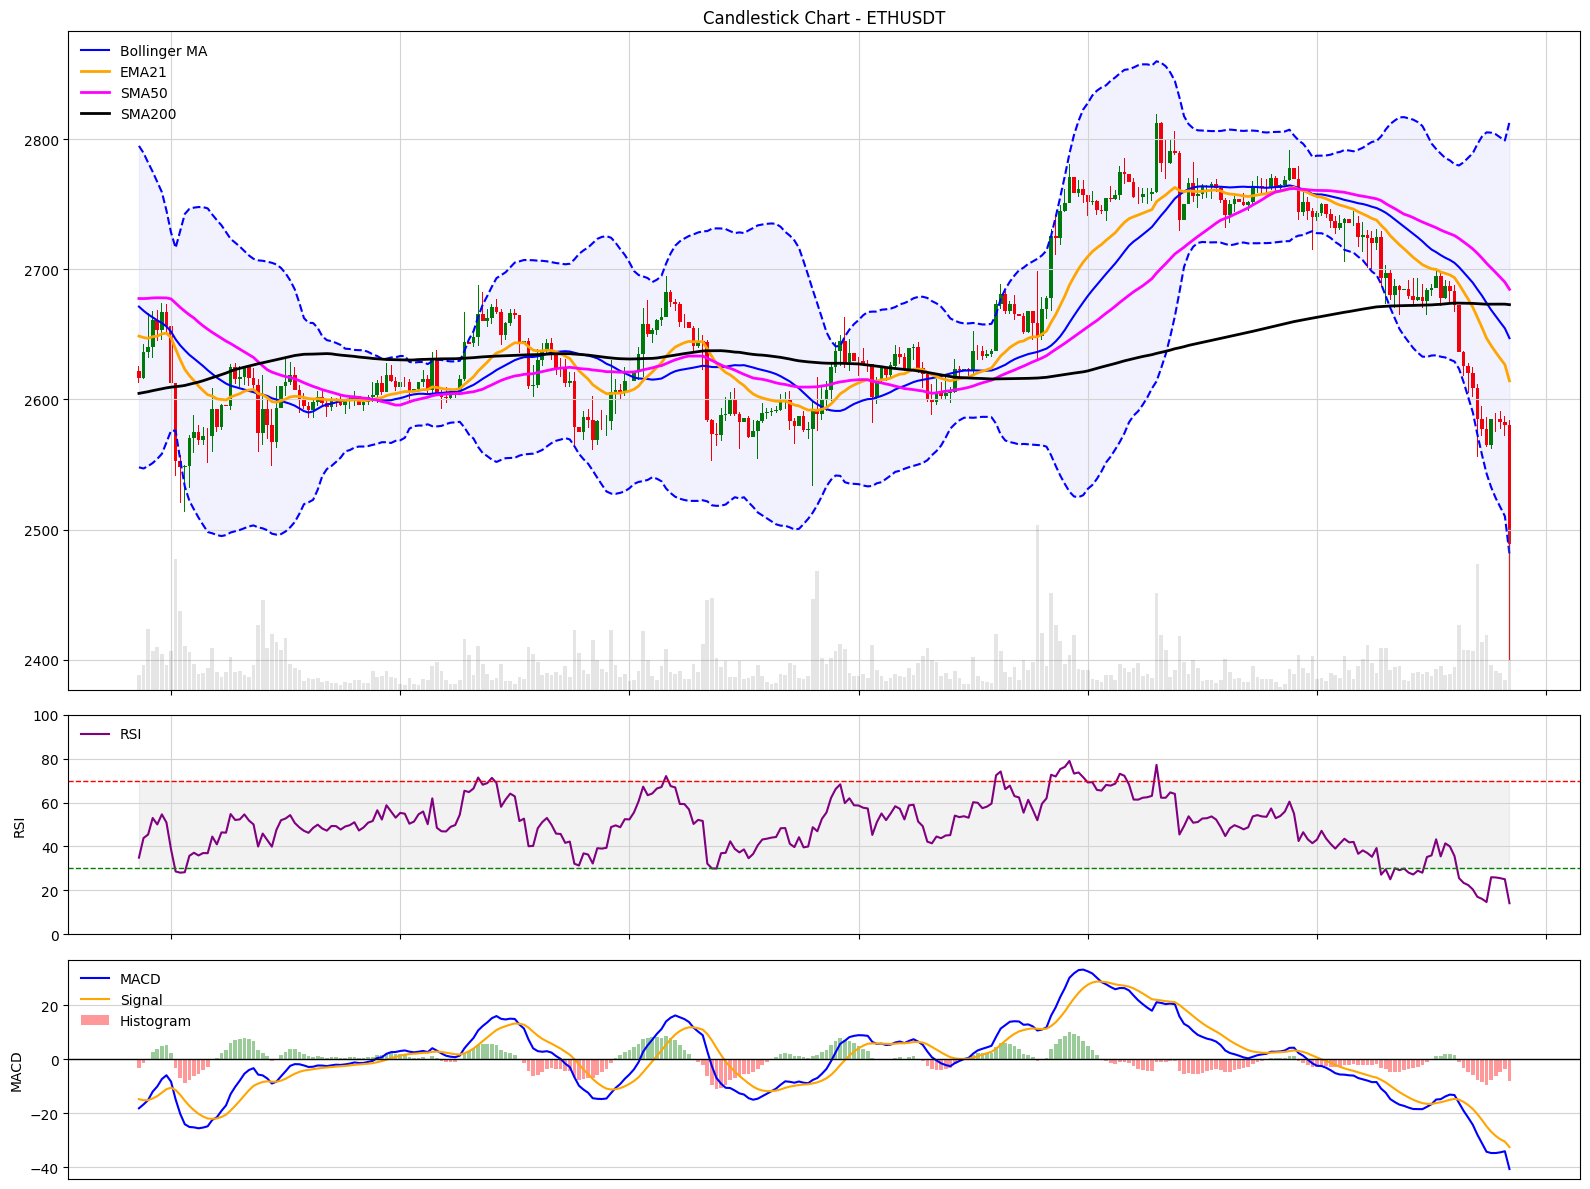 Candlestick Chart - ETHUSDT
Bollinger MA
EMA21
SMA50
SMA200
2800
2700
2600
2500
2400
RSI
100
80
60
40
20
0
RSI
MACD
Signal
Histogram
20
0
−20
−40
MACD